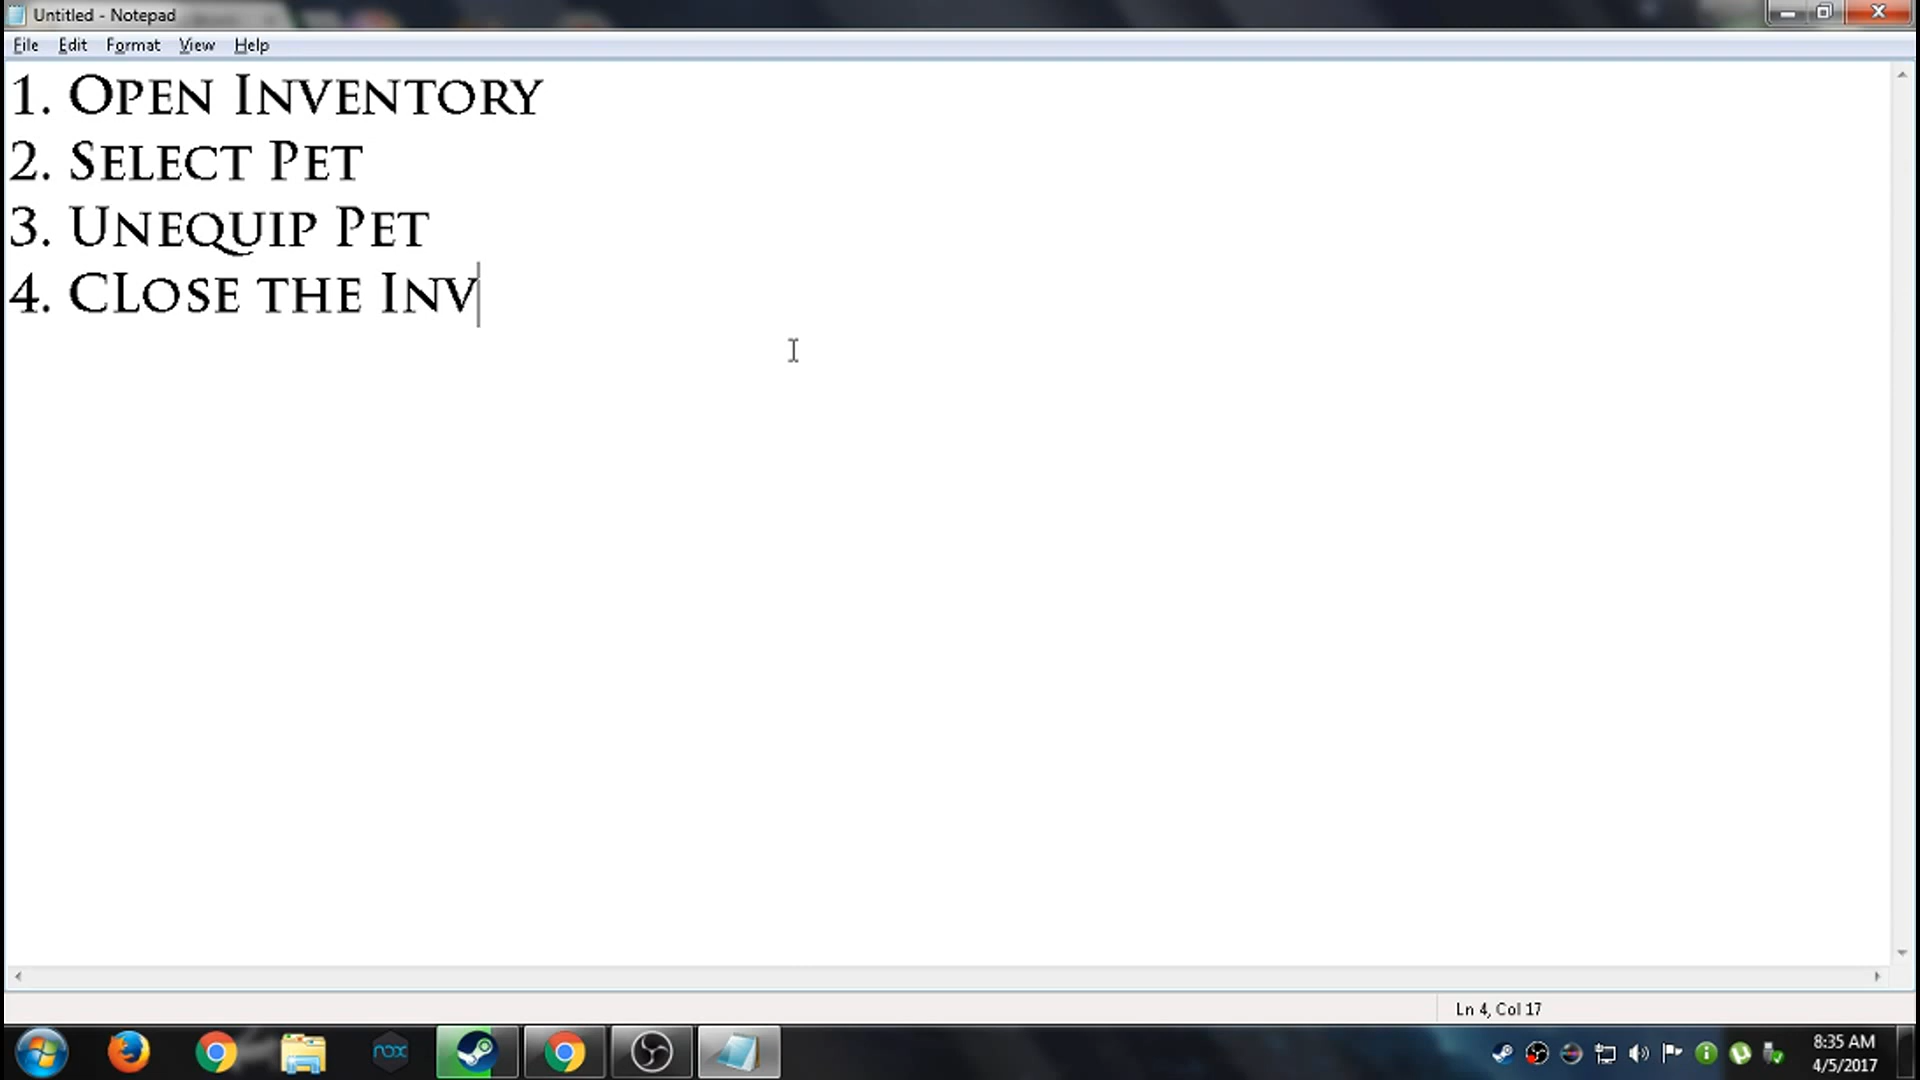 Untitled - Notepad
File Edit Format View Help
1. Open Inventory
2. Select Pet
3. Unequip Pet
4. CLose the Inv
Ln 4, Col 17
nox
8:35 AM
4/5/2017